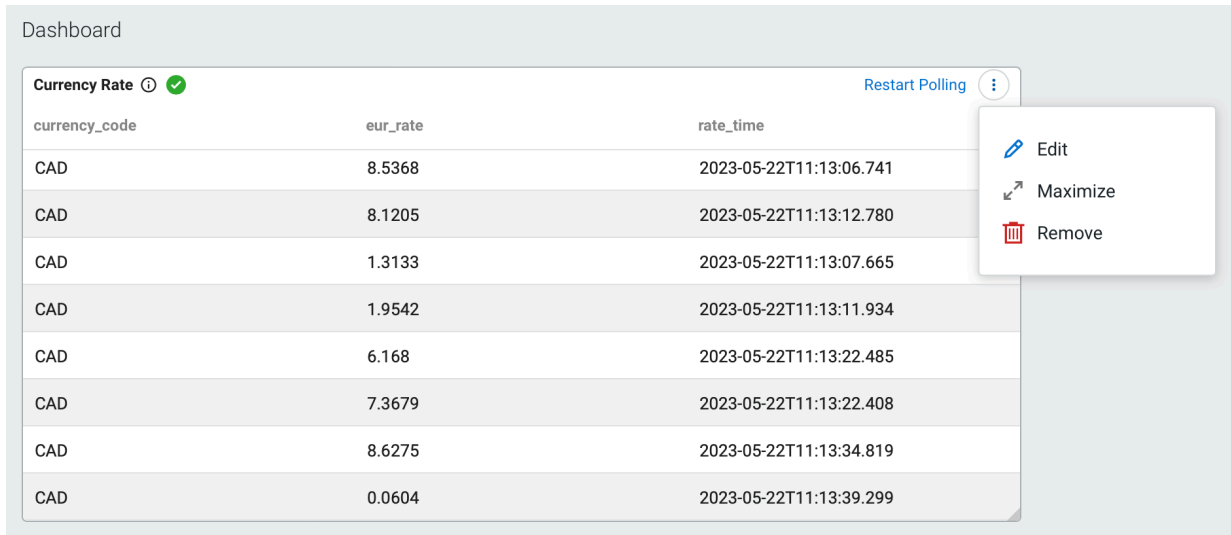 Dashboard
Currency Rate Restart Polling
currency_code eur_rate rate_time
Edit
CAD 8.5368 2023-05-22T11:13:06.741
Maximize
CAD 8.1205 2023-05-22T11:13:12.780
Remove
CAD 1.3133 2023-05-22T11:13:07.665
CAD 1.9542 2023-05-22T11:13:11.934
CAD 6.168 2023-05-22T11:13:22.485
CAD 7.3679 2023-05-22T11:13:22.408
CAD 8.6275 2023-05-22T11:13:34.819
CAD 0.0604 2023-05-22T11:13:39.299